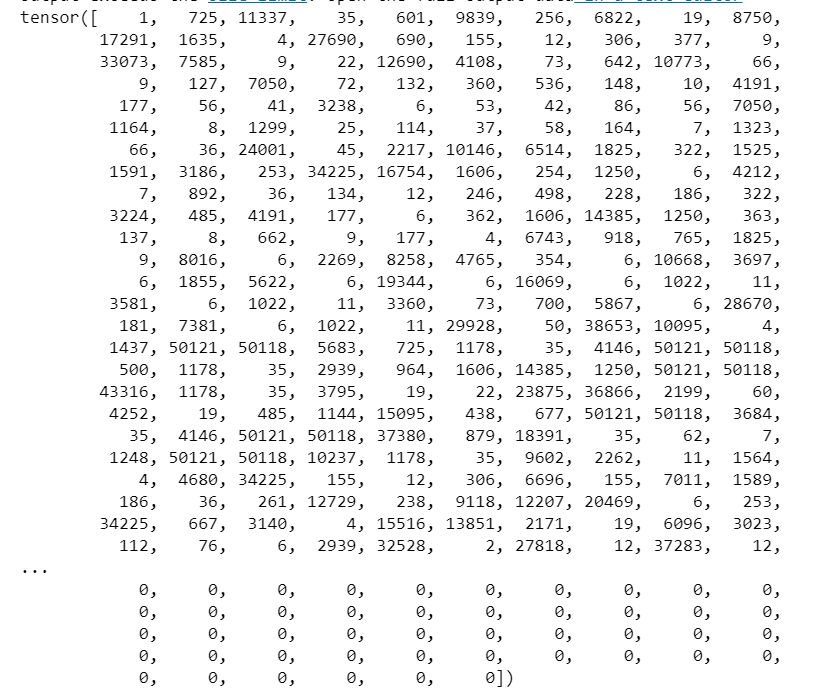 tensor([ 1, 725, 11337, 35, 601, 9839, 256, 6822, 19, 8750,
17291, 1635, 4, 27690, 690, 155, 12, 306, 377, 9,
33073, 7585, 9, 22, 12690, 4108, 73, 642, 10773, 66,
9, 127, 7050, 72, 132, 360, 536, 148, 10, 4191,
177, 56, 41, 3238, 6, 53, 42, 86, 56, 7050,
1164, 8, 1299, 25, 114, 37, 58, 164, 7, 1323,
66, 36, 24001, 45, 2217, 10146, 6514, 1825, 322, 1525,
1591, 3186, 253, 34225, 16754, 1606, 254, 1250, 6, 4212,
7, 892, 36, 134, 12, 246, 498, 228, 186, 322,
3224, 485, 4191, 177, 6, 362, 1606, 14385, 1250, 363,
137, 8, 662, 9, 177, 4, 6743, 918, 765, 1825,
9, 8016, 6, 2269, 8258, 4765, 354, 6, 10668, 3697,
6, 1855, 5622, 6, 19344, 6, 16069, 6, 1022, 11,
3581, 6, 1022, 11, 3360, 73, 700, 5867, 6, 28670,
181, 7381, 6, 1022, 11, 29928, 50, 38653, 10095, 4,
1437, 50121, 50118, 5683, 725, 1178, 35, 4146, 50121, 50118,
500, 1178, 35, 2939, 964, 1606, 14385, 1250, 50121, 50118,
43316, 1178, 35, 3795, 19, 22, 23875, 36866, 2199, 60,
4252, 19, 485, 1144, 15095, 438, 677, 50121, 50118, 3684,
35, 4146, 50121, 50118, 37380, 879, 18391, 35, 62, 7,
1248, 50121, 50118, 10237, 1178, 35, 9602, 2262, 11, 1564,
4, 4680, 34225, 155, 12, 306, 6696, 155, 7011, 1589,
186, 36, 261, 12729, 238, 9118, 12207, 20469, 6, 253,
34225, 667, 3140, 4, 15516, 13851, 2171, 19, 6096, 3023,
112, 76, 6, 2939, 32528, 2, 27818, 12, 37283, 12,
...
0, 0, 0, 0, 0, 0, 0, 0, 0, 0,
0, 0, 0, 0, 0, 0, 0, 0, 0, 0,
0, 0, 0, 0, 0, 0, 0, 0, 0, 0,
0, 0, 0, 0, 0, 0, 0, 0, 0, 0,
0, 0, 0, 0, 0, 0])